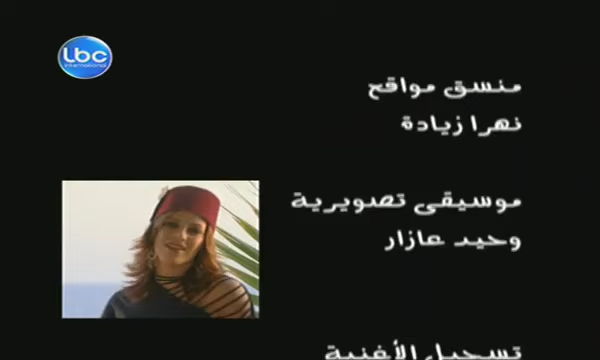 lbc
international
منسق مواقع
نهرا زيادة
موسيقى تصويرية
وحيد عازار
تسجيل الأغنية